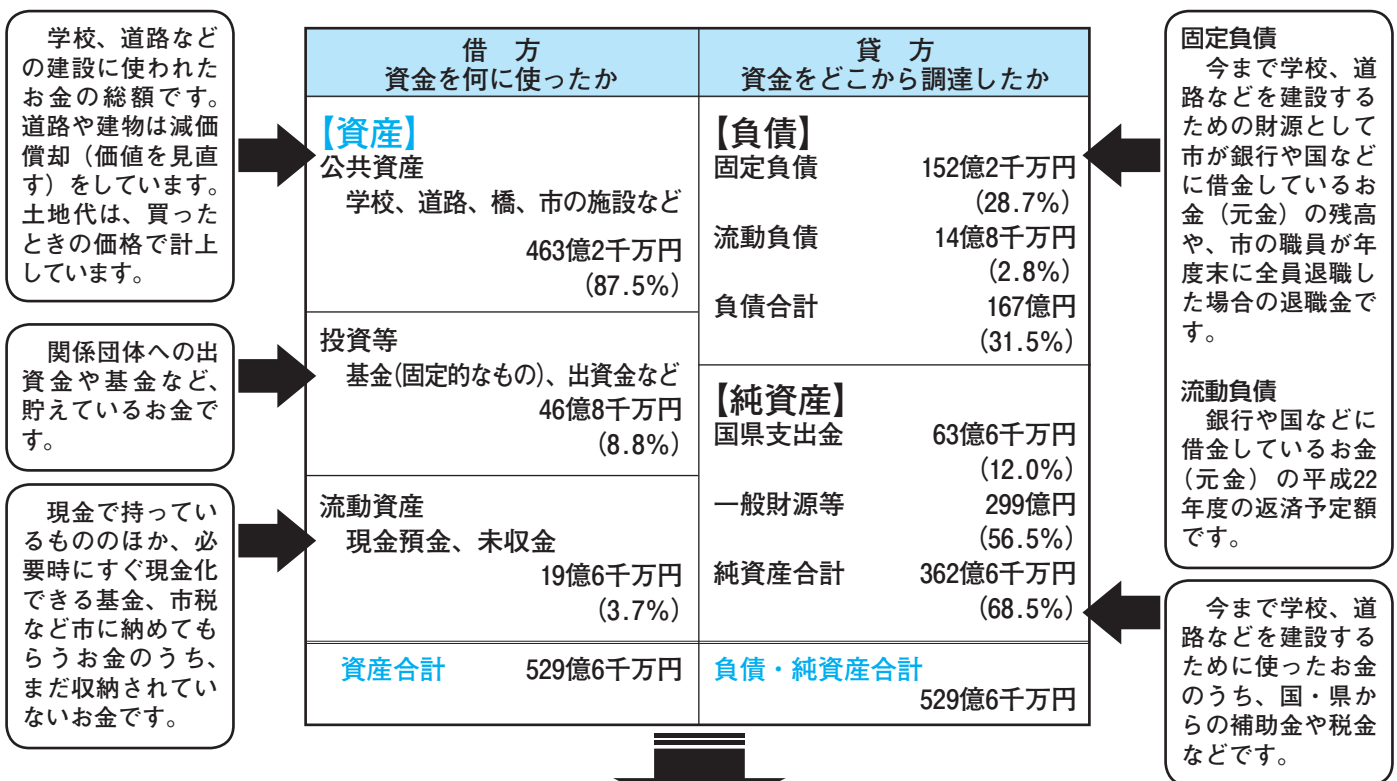 学校、道路など
の建設に使われた
お金の総額です。
道路や建物は減価
償却（価値を見直
す）をしています。
土地代は、買った
ときの価格で計上
しています。
関係団体への出
資金や基金など、
貯えているお金で
す。
現金で持ってい
るもののほか、必
要時にすぐ現金化
できる基金、市税
など市に納めても
らうお金のうち、
まだ収納されてい
ないお金です。
借　方
資金を何に使ったか
【資産】
公共資産
学校、道路、橋、市の施設など
463億2千万円
(87.5%)
投資等
基金(固定的なもの)、出資金など
46億8千万円
(8.8%)
流動資産
現金預金、未収金
19億6千万円
(3.7%)
資産合計　529億6千万円
貸　方
資金をどこから調達したか
【負債】
固定負債　152億2千万円
(28.7%)
流動負債　14億8千万円
(2.8%)
負債合計　167億円
(31.5%)
【純資産】
国県支出金　63億6千万円
(12.0%)
一般財源等　299億円
(56.5%)
純資産合計　362億6千万円
(68.5%)
負債・純資産合計
529億6千万円
固定負債
今まで学校、道
路などを建設する
ための財源として
市が銀行や国など
に借金しているお
金（元金）の残高
や、市の職員が年
度末に全員退職し
た場合の退職金で
す。
流動負債
銀行や国などに
借金しているお金
（元金）の平成22
年度の返済予定額
です。
今まで学校、道
路などを建設する
ために使ったお金
のうち、国・県か
らの補助金や税金
などです。